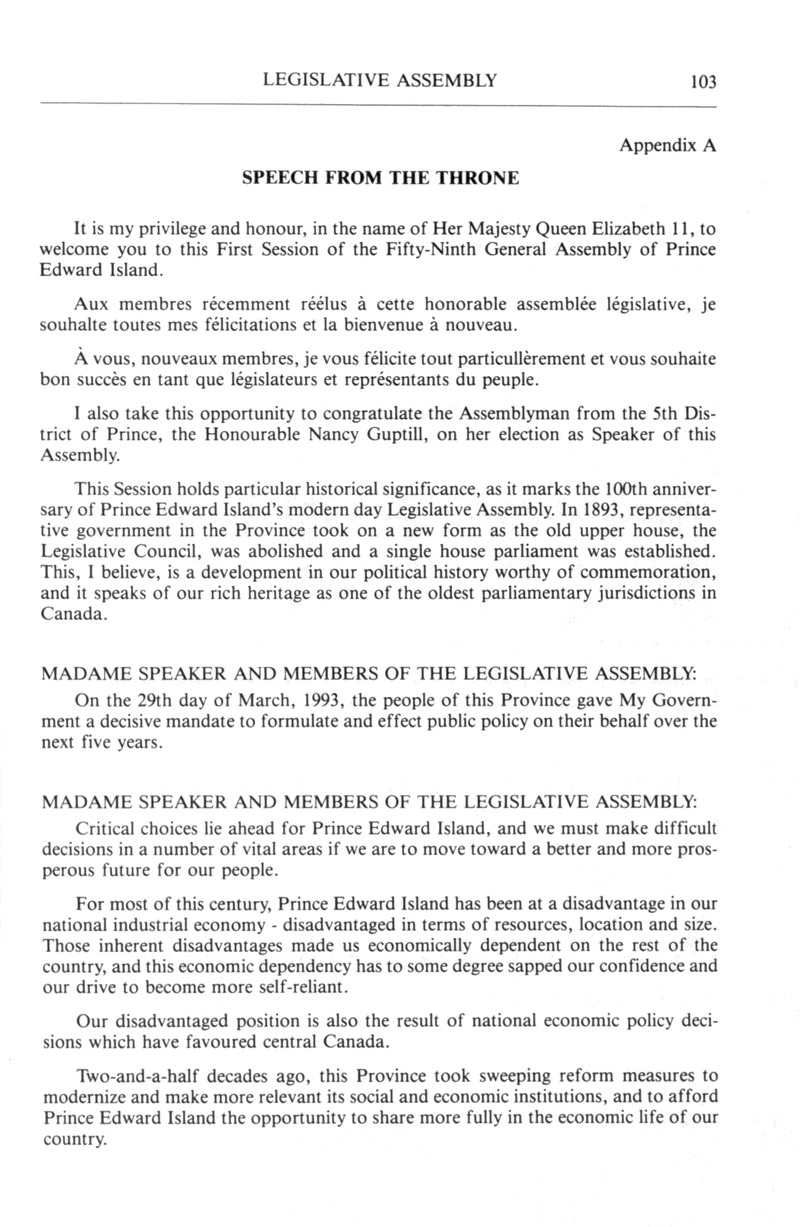 LEGISLATIVE ASSEMBLY 103
Appendix A
SPEECH FROM THE THRONE
It is my privilege and honour, in the name of Her Majesty Queen Elizabeth 11, to
welcome you to this First Session of the Fifty-Ninth General Assembly of Prince
Edward Island.
Aux membres récemment réélus à cette honorable assemblée législative, je
souhalte toutes mes félicitations et la bienvenue à nouveau.
À vous, nouveaux membres, je vous félicite tout particullèrement et vous souhaite
bon succès en tant que législateurs et représentants du peuple.
I also take this opportunity to congratulate the Assemblyman from the 5th Dis-
trict of Prince, the Honourable Nancy Guptill, on her election as Speaker of this
Assembly.
This Session holds particular historical significance, as it marks the 100th anniver-
sary of Prince Edward Island's modern day Legislative Assembly. In 1893, representa-
tive government in the Province took on a new form as the old upper house, the
Legislative Council, was abolished and a single house parliament was established.
This, I believe, is a development in our political history worthy of commemoration,
and it speaks of our rich heritage as one of the oldest parliamentary jurisdictions in
Canada.
MADAME SPEAKER AND MEMBERS OF THE LEGISLATIVE ASSEMBLY:
On the 29th day of March, 1993, the people of this Province gave My Govern-
ment a decisive mandate to formulate and effect public policy on their behalf over the
next five years.
MADAME SPEAKER AND MEMBERS OF THE LEGISLATIVE ASSEMBLY:
Critical choices lie ahead for Prince Edward Island, and we must make difficult
decisions in a number of vital areas if we are to move toward a better and more pros-
perous future for our people.
For most of this century, Prince Edward Island has been at a disadvantage in our
national industrial economy - disadvantaged in terms of resources, location and size.
Those inherent disadvantages made us economically dependent on the rest of the
country, and this economic dependency has to some degree sapped our confidence and
our drive to become more self-reliant.
Our disadvantaged position is also the result of national economic policy deci-
sions which have favoured central Canada.
Two-and-a-half decades ago, this Province took sweeping reform measures to
modernize and make more relevant its social and economic institutions, and to afford
Prince Edward Island the opportunity to share more fully in the economic life of our
country.